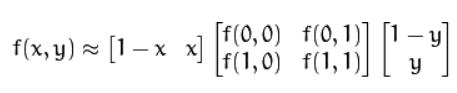 f(x,y) ≈ [1 − x  x] [f(0,0)  f(0,1); f(1,0)  f(1,1)] [1 − y; y]